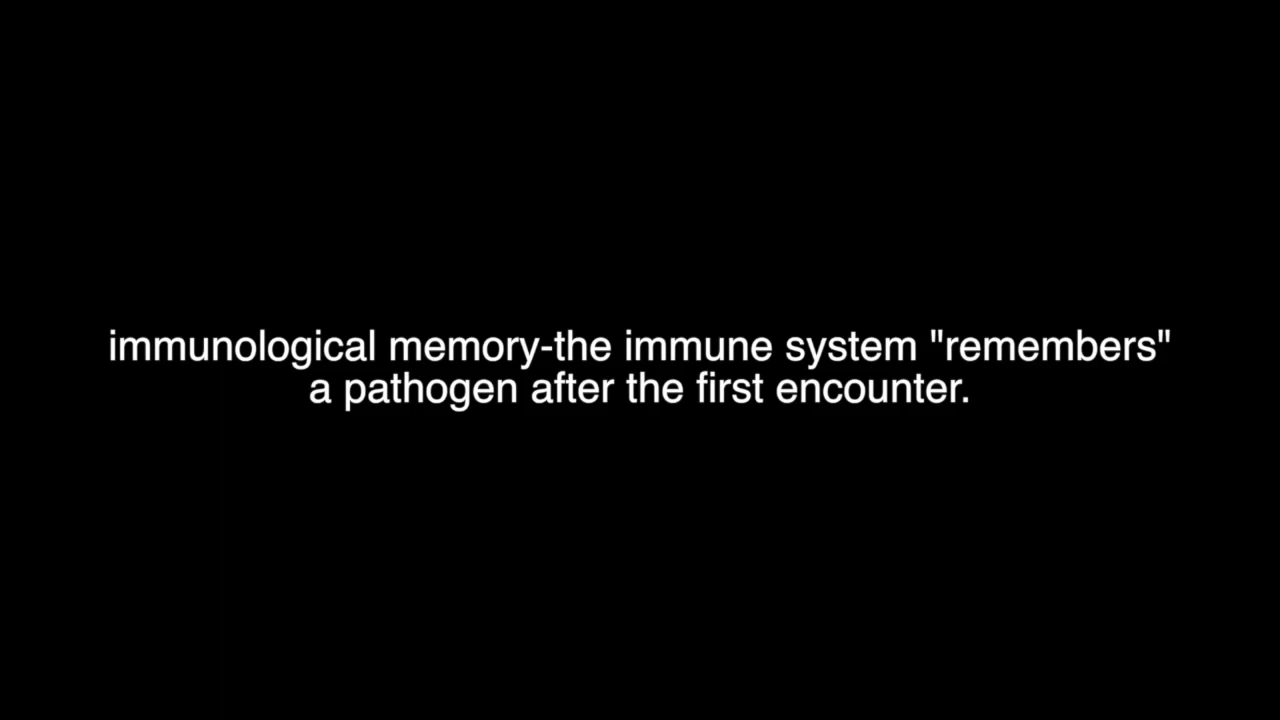 immunological memory-the immune system "remembers"
a pathogen after the first encounter.